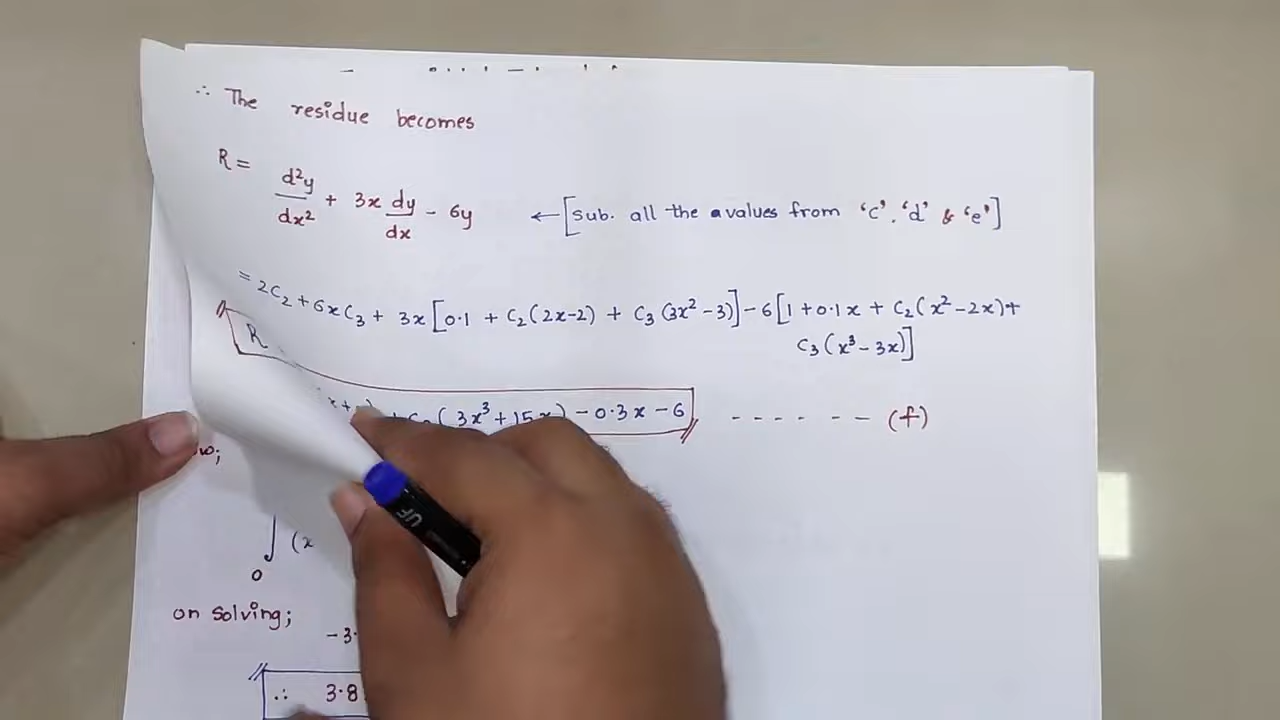 ∴ The residue becomes
R = d²y/dx² + 3x dy/dx - 6y ← [sub. all the values from 'c', 'd' & 'e']
= 2C₂ + 6xC₃ + 3x[0.1 + C₂(2x-2) + C₃(3x²-3)] - 6[1+0.1x + C₂(x²-2x)+
C₃(x³-3x)]
R (3x³+15x) - 0.3x - 6 - - - - - - (f)
∫ (x
0
on solving;
-3.
∴ 3.8
UF